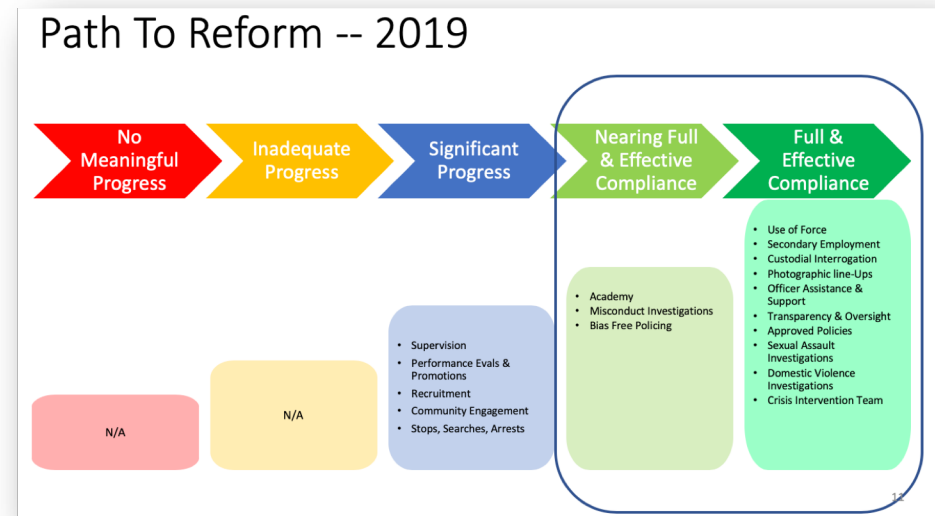 Path To Reform -- 2019
No
Meaningful
Progress
Inadequate
Progress
Significant
Progress
Nearing Full
& Effective
Compliance
Full &
Effective
Compliance
N/A
N/A
• Supervision
• Performance Evals &
Promotions
• Recruitment
• Community Engagement
• Stops, Searches, Arrests
• Academy
• Misconduct Investigations
• Bias Free Policing
• Use of Force
• Secondary Employment
• Custodial Interrogation
• Photographic line-Ups
• Officer Assistance &
Support
• Transparency & Oversight
• Approved Policies
• Sexual Assault
Investigations
• Domestic Violence
Investigations
• Crisis Intervention Team